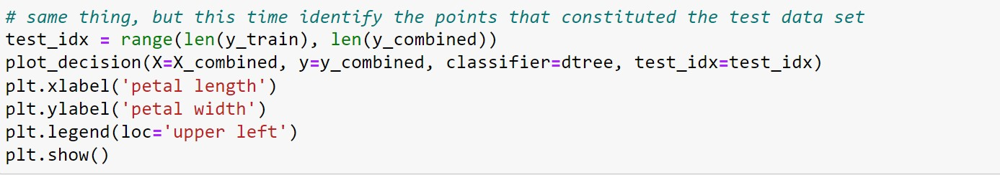 # same thing, but this time identify the points that constituted the test data set
test_idx = range(len(y_train), len(y_combined))
plot_decision(X=X_combined, y=y_combined, classifier=dtree, test_idx=test_idx)
plt.xlabel('petal length')
plt.ylabel('petal width')
plt.legend(loc='upper left')
plt.show()